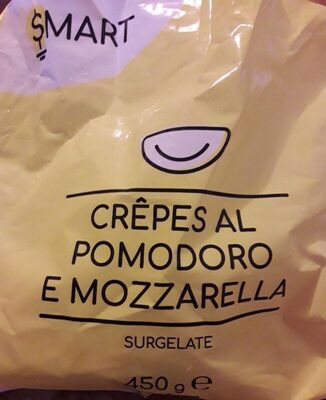 $MART
CRÊPES AL
POMODORO
E MOZZARELLA
SURGELATE
450 g ℮